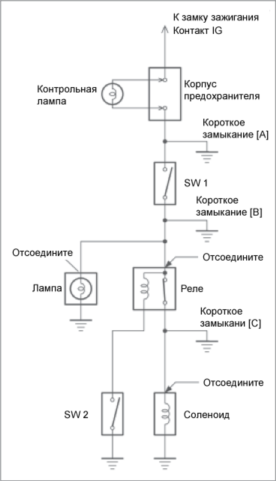 К замку зажигания
Контакт IG
Контрольная
лампа
Корпус
предохранителя
Короткое
замыкание [A]
SW 1
Короткое
замыкание [B]
Отсоедините
Отсоедините
Лампа
Реле
Короткое
замыкани [C]
Отсоедините
SW 2
Соленоид